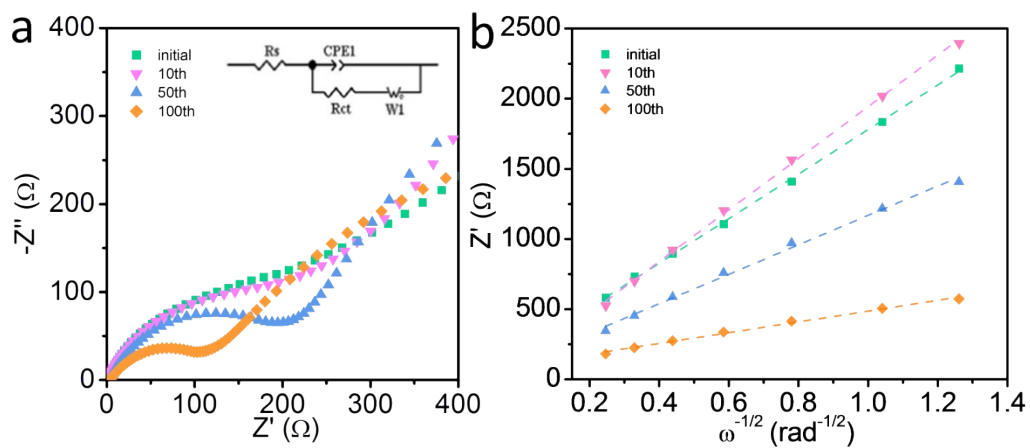 a
initial
10th
50th
100th
Rs
CPE1
Rct
W1
-Z'' (Ω)
400
300
200
100
0
0
100
200
300
400
Z' (Ω)
b
initial
10th
50th
100th
Z' (Ω)
2500
2000
1500
1000
500
0
0.2
0.4
0.6
0.8
1.0
1.2
1.4
ω^-1/2 (rad^-1/2)